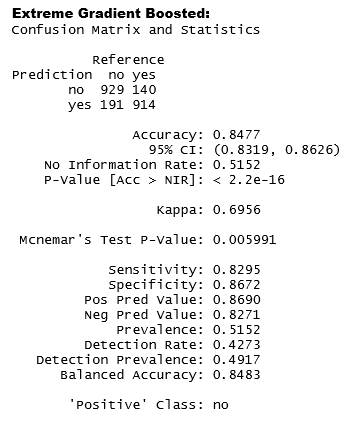 Extreme Gradient Boosted:
Confusion Matrix and Statistics
Reference
Prediction no yes
no 929 140
yes 191 914
Accuracy: 0.8477
95% CI: (0.8319, 0.8626)
No Information Rate: 0.5152
P-Value [Acc > NIR]: < 2.2e-16
Kappa: 0.6956
Mcnemar's Test P-Value: 0.005991
Sensitivity: 0.8295
Specificity: 0.8672
Pos Pred Value: 0.8690
Neg Pred Value: 0.8271
Prevalence: 0.5152
Detection Rate: 0.4273
Detection Prevalence: 0.4917
Balanced Accuracy: 0.8483
'Positive' Class: no